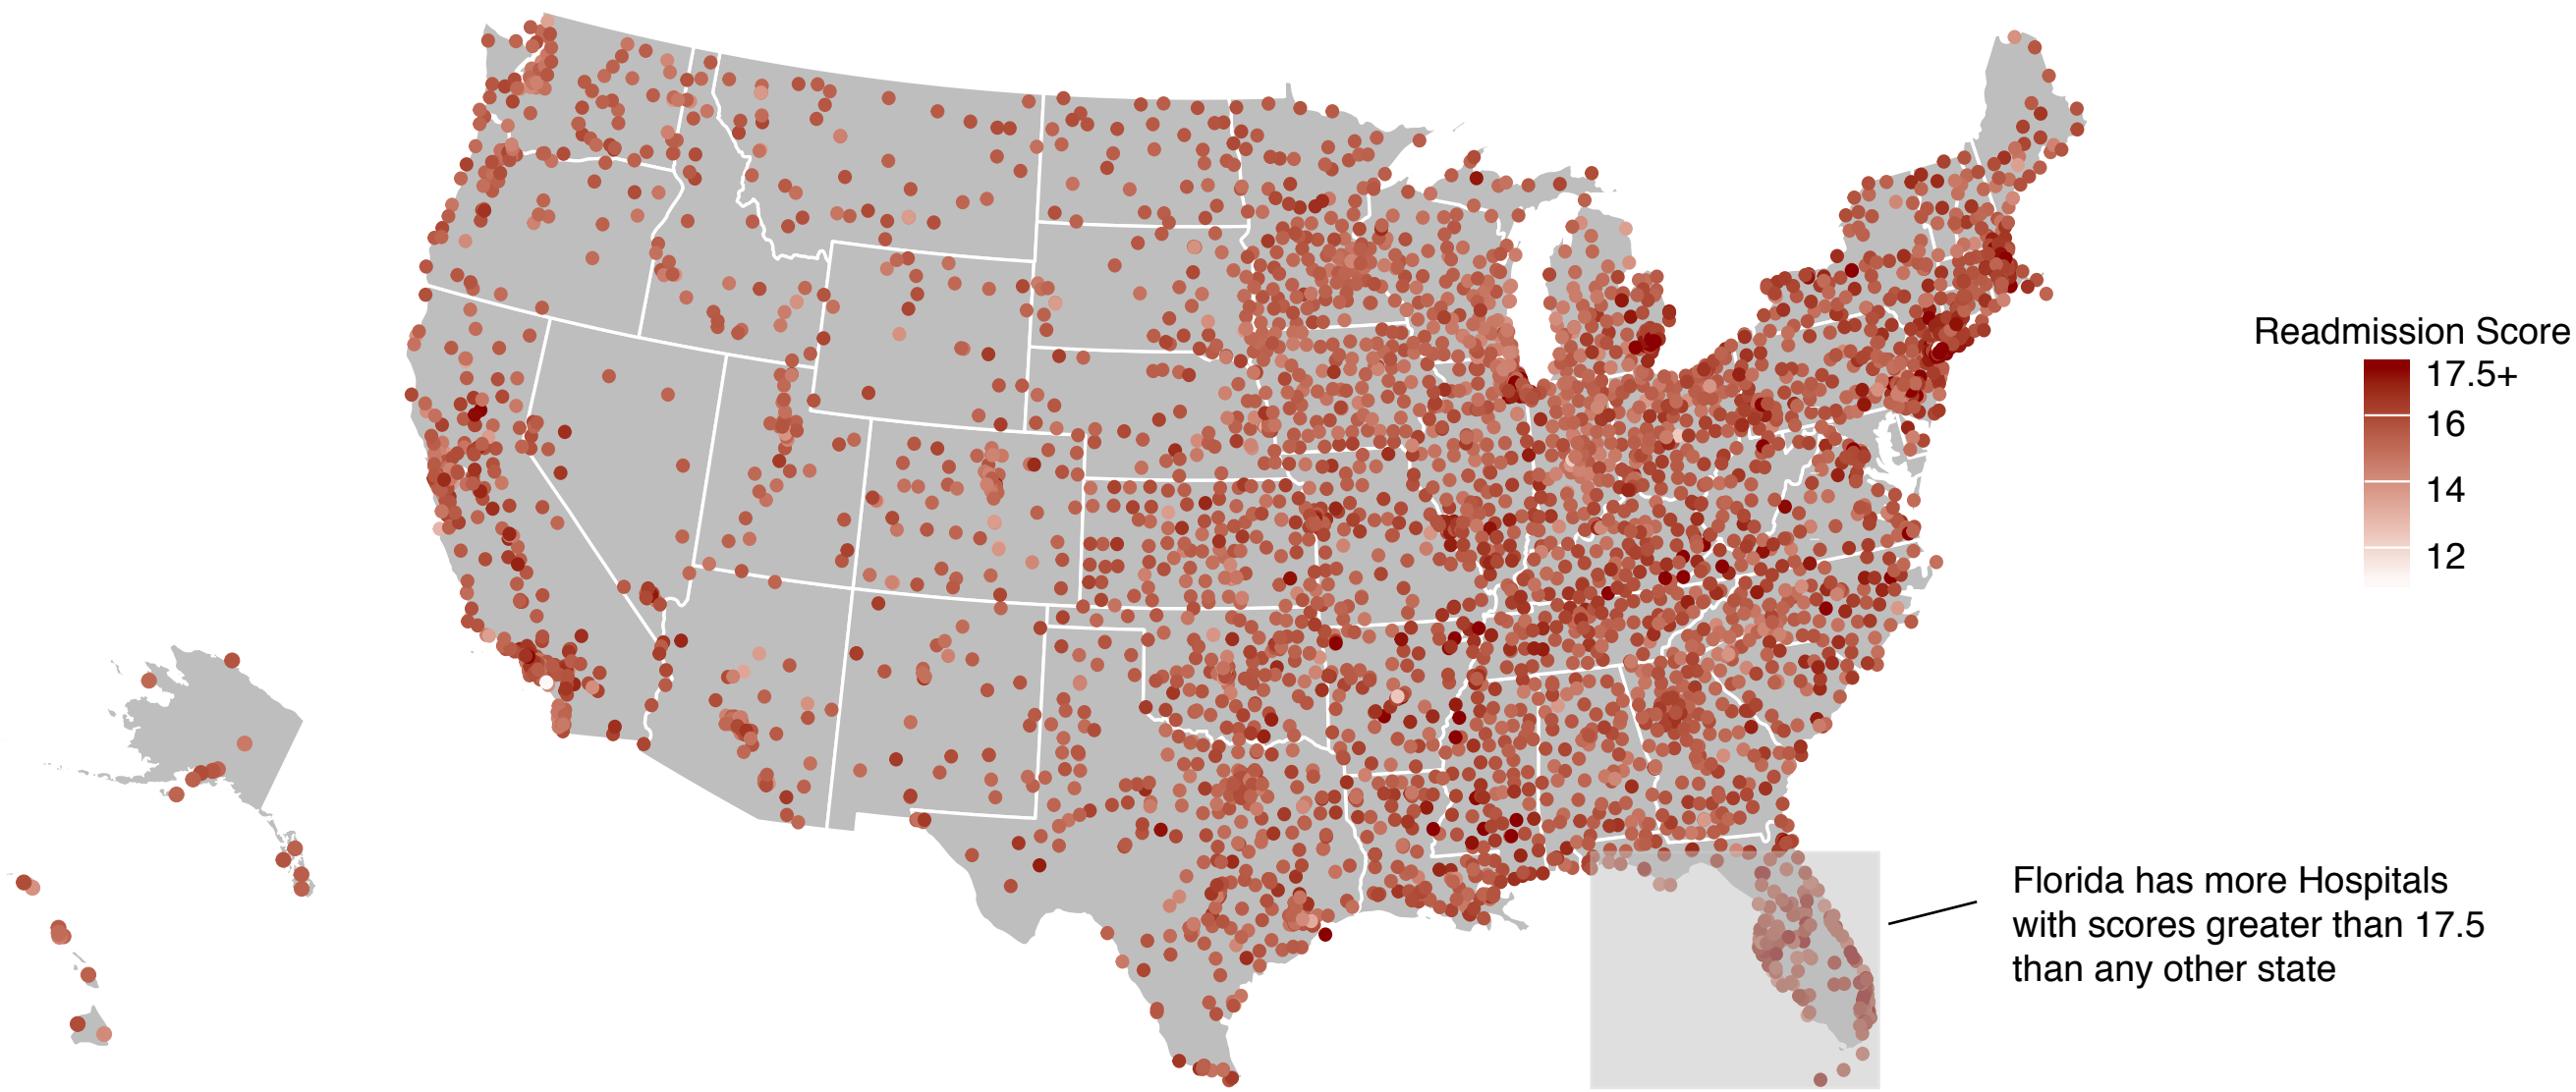 Readmission Score
17.5+
16
14
12
Florida has more Hospitals
with scores greater than 17.5
than any other state